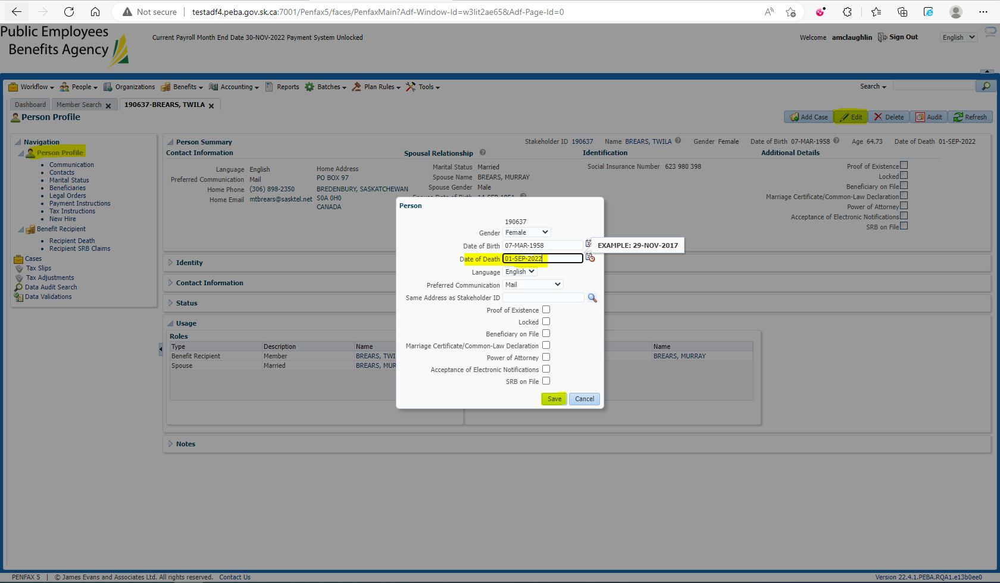 Not secure | testadf4.peba.gov.sk.ca:7001/Penfax5/faces/PenfaxMain?Adf-Window-Id=w3lit2ae65&Adf-Page-Id=0
Public Employees
Benefits Agency
Current Payroll Month End Date 30-NOV-2022 Payment System Unlocked
Welcome amclaughlin Sign Out English
Workflow People Organizations Benefits Accounting Reports Batches Plan Rules Tools Search
Dashboard Member Search 190637-BREARS, TWILA
Person Profile
Add Case Edit Delete Audit Refresh
Navigation
Person Profile
Communication
Contacts
Marital Status
Beneficiaries
Legal Orders
Payment Instructions
Tax Instructions
New Hire
Benefit Recipient
Recipient Death
Recipient SRB Claims
Cases
Tax Slips
Tax Adjustments
Data Audit Search
Data Validations
Person Summary
Stakeholder ID 190637 Name BREARS, TWILA Gender Female Date of Birth 07-MAR-1958 Age 64.73 Date of Death 01-SEP-2022
Contact Information
Language English
Preferred Communication Mail
Home Phone (306) 898-2350
Home Email mtbrears@sasktel.net
Home Address
PO BOX 97
BREDENBURY, SASKATCHEWAN
S0A 0H0
CANADA
Spousal Relationship
Marital Status Married
Spouse Name BREARS, MURRAY
Spouse Gender Male
Spouse Date of Birth 14-SEP-1951
Identification
Social Insurance Number 623 980 398
Additional Details
Proof of Existence
Locked
Beneficiary on File
Marriage Certificate/Common-Law Declaration
Power of Attorney
Acceptance of Electronic Notifications
SRB on File
Identity
Contact Information
Status
Usage
Roles
Type Description Name
Benefit Recipient Member BREARS, TWI
Spouse Married BREARS, MUR
Name
BREARS, MURRAY
Notes
Person
190637
Gender Female
Date of Birth 07-MAR-1958
EXAMPLE: 29-NOV-2017
Date of Death 01-SEP-2022
Language English
Preferred Communication Mail
Same Address as Stakeholder ID
Proof of Existence
Locked
Beneficiary on File
Marriage Certificate/Common-Law Declaration
Power of Attorney
Acceptance of Electronic Notifications
SRB on File
Save Cancel
PENFAX 5 | © James Evans and Associates Ltd. All rights reserved. Contact Us
Version 22.4.1.PEBA.RQA1.e13b0ee0